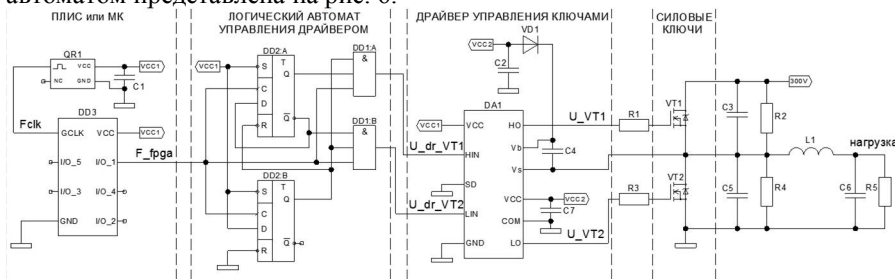 автоматом представлена на рис. 6.
ПЛИС или МК
ЛОГИЧЕСКИЙ АВТОМАТ
УПРАВЛЕНИЯ ДРАЙВЕРОМ
ДРАЙВЕР УПРАВЛЕНИЯ КЛЮЧАМИ
СИЛОВЫЕ
КЛЮЧИ
QR1
VCC
VCC1
NC
GND
C1
Fclk
DD3
GCLK
VCC
VCC1
I/O_5
I/O_1
F_fpga
I/O_3
I/O_4
GND
I/O_2
VCC1
DD2:A
S
T
Q
C
D
R
Q
DD2:B
S
T
Q
C
D
R
Q
DD1:A
&
DD1:B
&
U_dr_VT1
U_dr_VT2
VCC2
VD1
C2
DA1
VCC1
VCC
HO
HIN
Vb
Vs
C4
SD
LIN
VCC
VCC2
COM
C7
GND
LO
U_VT1
U_VT2
R1
R3
VT1
VT2
300V
C3
R2
C5
R4
L1
нагрузка
C6
R5